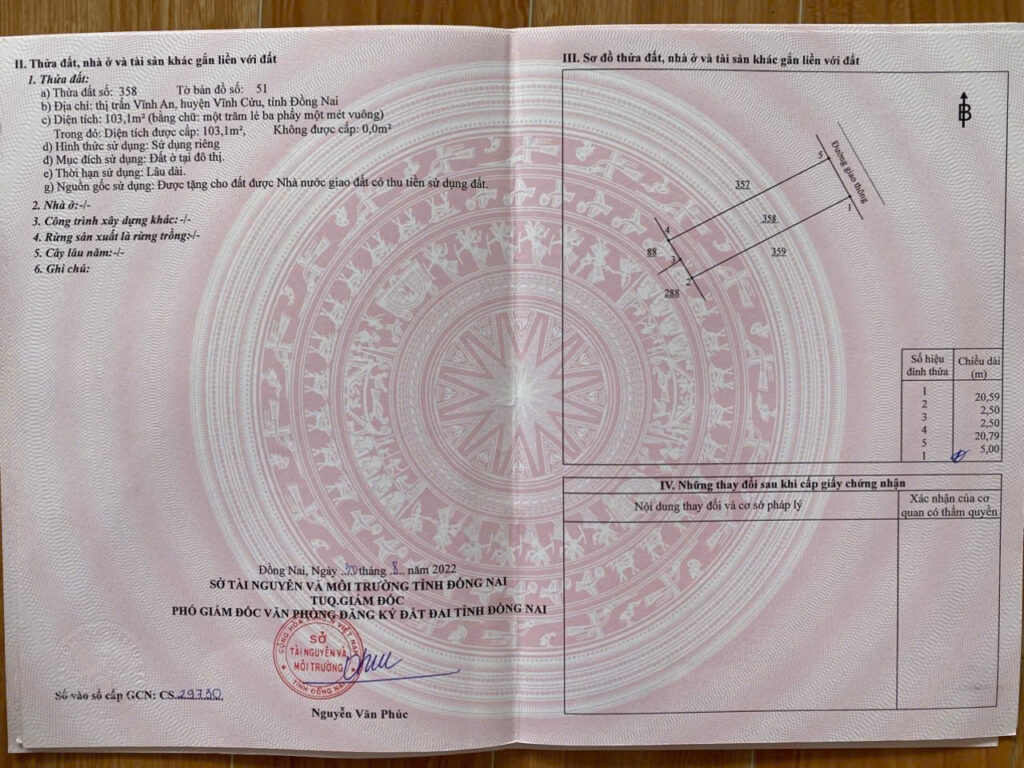 II. Thửa đất, nhà ở và tài sản khác gắn liền với đất
1. Thửa đất:
a) Thửa đất số: 358 Tờ bản đồ số: 51
b) Địa chỉ: thị trấn Vĩnh An, huyện Vĩnh Cửu, tỉnh Đồng Nai
c) Diện tích: 103,1m² (bằng chữ: một trăm lẻ ba phẩy một mét vuông)
Trong đó: Diện tích được cấp: 103,1m², Không được cấp: 0,0m²
d) Hình thức sử dụng: Sử dụng riêng
đ) Mục đích sử dụng: Đất ở tại đô thị.
e) Thời hạn sử dụng: Lâu dài.
g) Nguồn gốc sử dụng: Được tặng cho đất được Nhà nước giao đất có thu tiền sử dụng đất.
2. Nhà ở:-/-
3. Công trình xây dựng khác:-/-
4. Rừng sản xuất là rừng trồng:-/-
5. Cây lâu năm:-/-
6. Ghi chú:
Đồng Nai, Ngày 30 tháng 8 năm 2022
SỞ TÀI NGUYÊN VÀ MÔI TRƯỜNG TỈNH ĐỒNG NAI
TUQ.GIÁM ĐỐC
PHÓ GIÁM ĐỐC VĂN PHÒNG ĐĂNG KÝ ĐẤT ĐAI TỈNH ĐỒNG NAI
SỞ
TÀI NGUYÊN VÀ
MÔI TRƯỜNG
TỈNH ĐỒNG NAI
Số vào sổ cấp GCN: CS.29730
Nguyễn Văn Phúc
III. Sơ đồ thửa đất, nhà ở và tài sản khác gắn liền với đất
B
5
Đường giao thông
357
1
358
4
88
359
3
2
288
Số hiệu đỉnh thửa Chiều dài (m)
1
20,59
2
2,50
3
2,50
4
20,79
5
5,00
1
IV. Những thay đổi sau khi cấp giấy chứng nhận
Nội dung thay đổi và cơ sở pháp lý
Xác nhận của cơ
quan có thẩm quyền